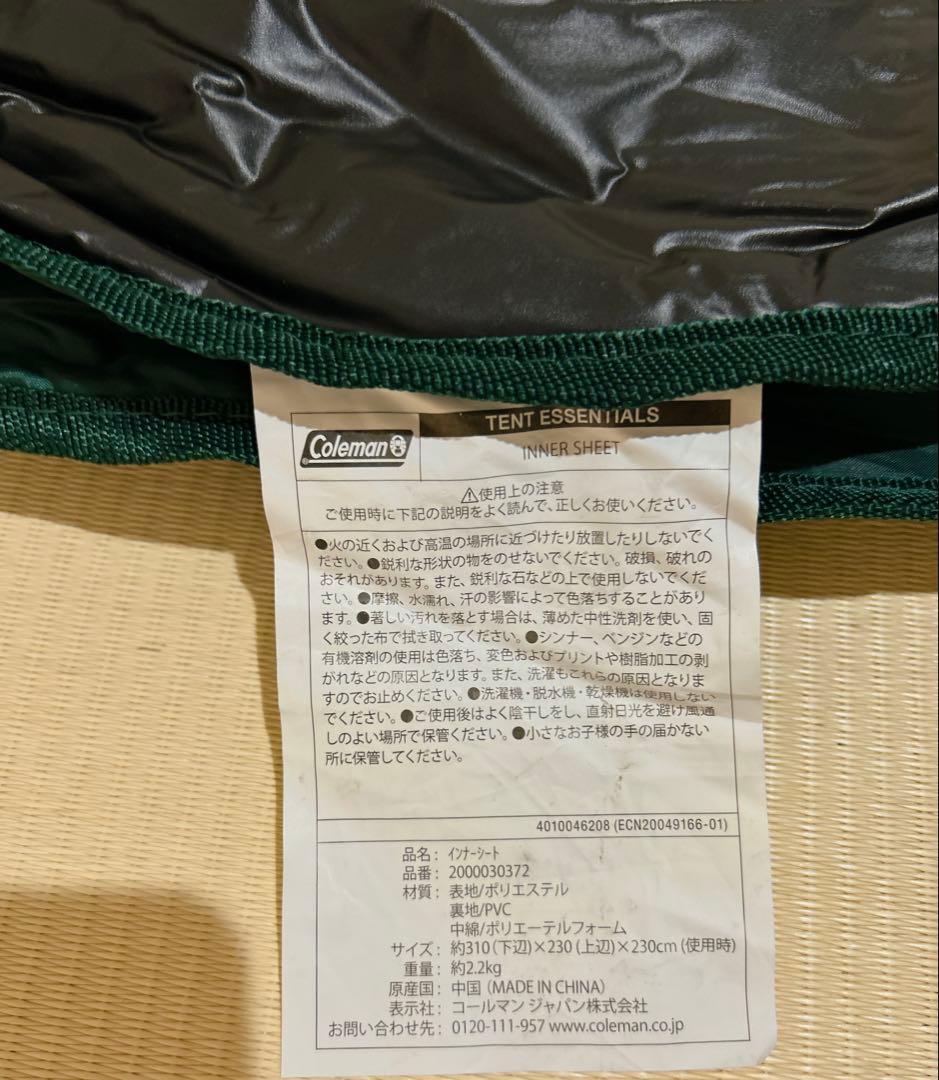 TENT ESSENTIALS
Coleman
INNER SHEET
⚠使用上の注意
ご使用時に下記の説明をよく読んで、正しくお使いください。
●火の近くおよび高温の場所に近づけたり放置したりしないでく
ださい。●鋭利な形状の物をのせないでください。破損、破れの
おそれがあります。また、鋭利な石などの上で使用しないでくだ
さい。●摩擦、水濡れ、汗の影響によって色落ちすることがあり
ます。●著しい汚れを落とす場合は、薄めた中性洗剤を使い、固
く絞った布で拭き取ってください。●シンナー、ベンジンなどの
有機溶剤の使用は色落ち、変色およびプリントや樹脂加工の剥
がれなどの原因となります。また、洗濯もこれらの原因となりま
すのでお止めください。●洗濯機・脱水機・乾燥機は使用しない
でください。●ご使用後はよく陰干しをし、直射日光を避け風通
しのよい場所で保管ください。●小さなお子様の手の届かない
所に保管してください。
4010046208 (ECN20049166-01)
品名： インナーシート
品番： 2000030372
材質： 表地/ポリエステル
裏地/PVC
中綿/ポリエーテルフォーム
サイズ： 約310（下辺）×230（上辺）×230cm（使用時）
重量： 約2.2kg
原産国： 中国（MADE IN CHINA）
表示社： コールマン ジャパン株式会社
お問い合わせ先： 0120-111-957 www.coleman.co.jp